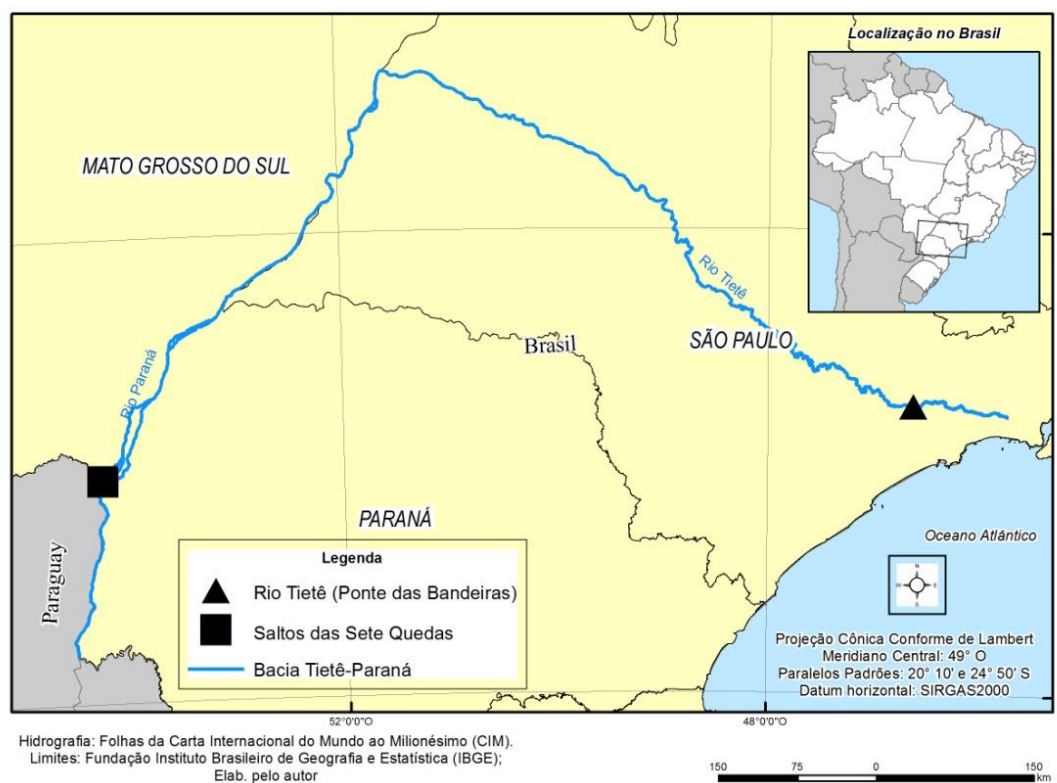 Localização no Brasil
MATO GROSSO DO SUL
Rio Tietê
SÃO PAULO
Brasil
Rio Paraná
PARANÁ
Paraguay
Oceano Atlântico
Legenda
Rio Tietê (Ponte das Bandeiras)
Saltos das Sete Quedas
Bacia Tietê-Paraná
N
W
E
S
Projeção Cônica Conforme de Lambert
Meridiano Central: 49° O
Paralelos Padrões: 20° 10' e 24° 50' S
Datum horizontal: SIRGAS2000
52°0'0"O
48°0'0"O
Hidrografia: Folhas da Carta Internacional do Mundo ao Milionésimo (CIM).
Limites: Fundação Instituto Brasileiro de Geografia e Estatística (IBGE);
Elab. pelo autor
150 75 0 150
km